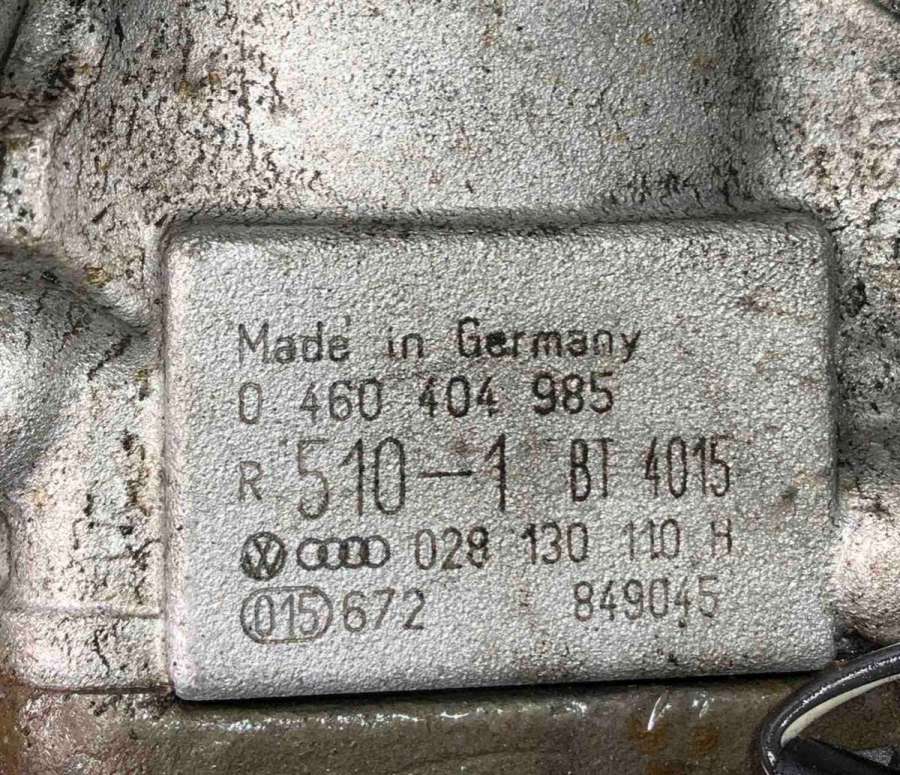 Made in Germany
0 460 404 985
R 510-1 BT 4015
028 130 110 H
015 672 849045